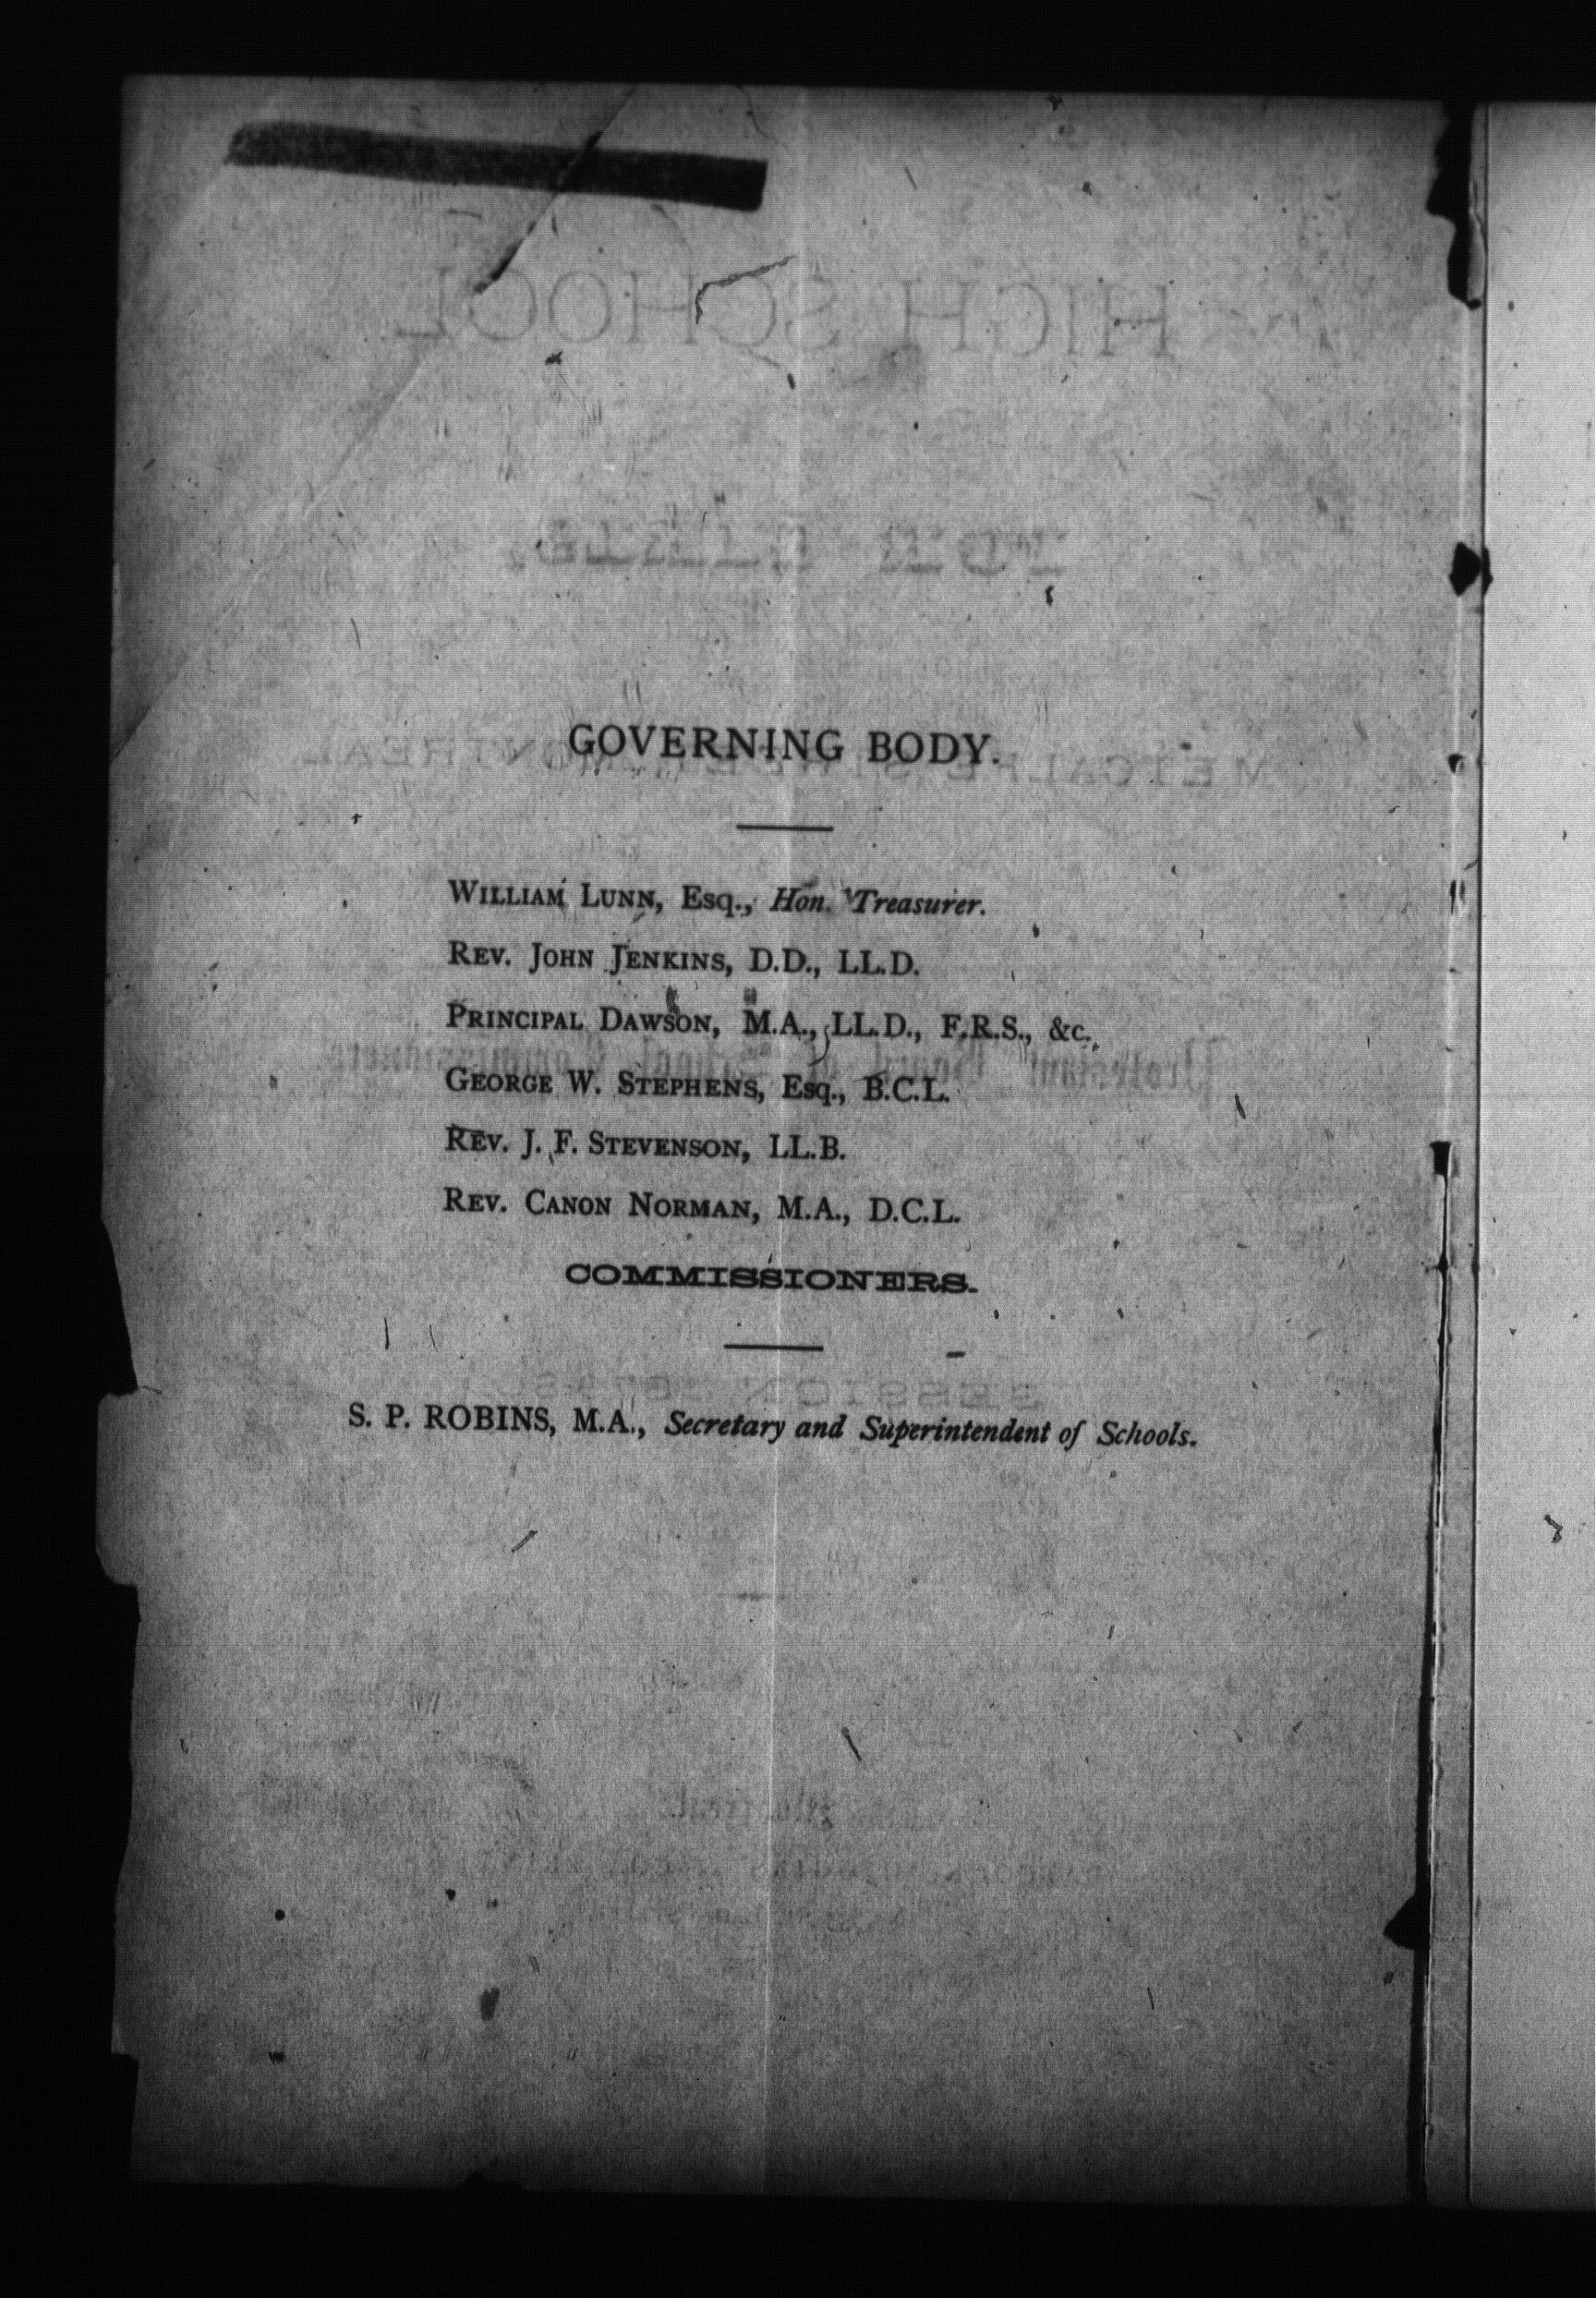 GOVERNING BODY.
WILLIAM LUNN, Esq., Hon. Treasurer.
REV. JOHN JENKINS, D.D., LL.D.
PRINCIPAL DAWSON, M.A., LL.D., F.R.S., &c.
GEORGE W. STEPHENS, Esq., B.C.L.
REV. J. F. STEVENSON, LL.B.
REV. CANON NORMAN, M.A., D.C.L.
COMMISSIONERS.
S. P. ROBINS, M.A., Secretary and Superintendent of Schools.